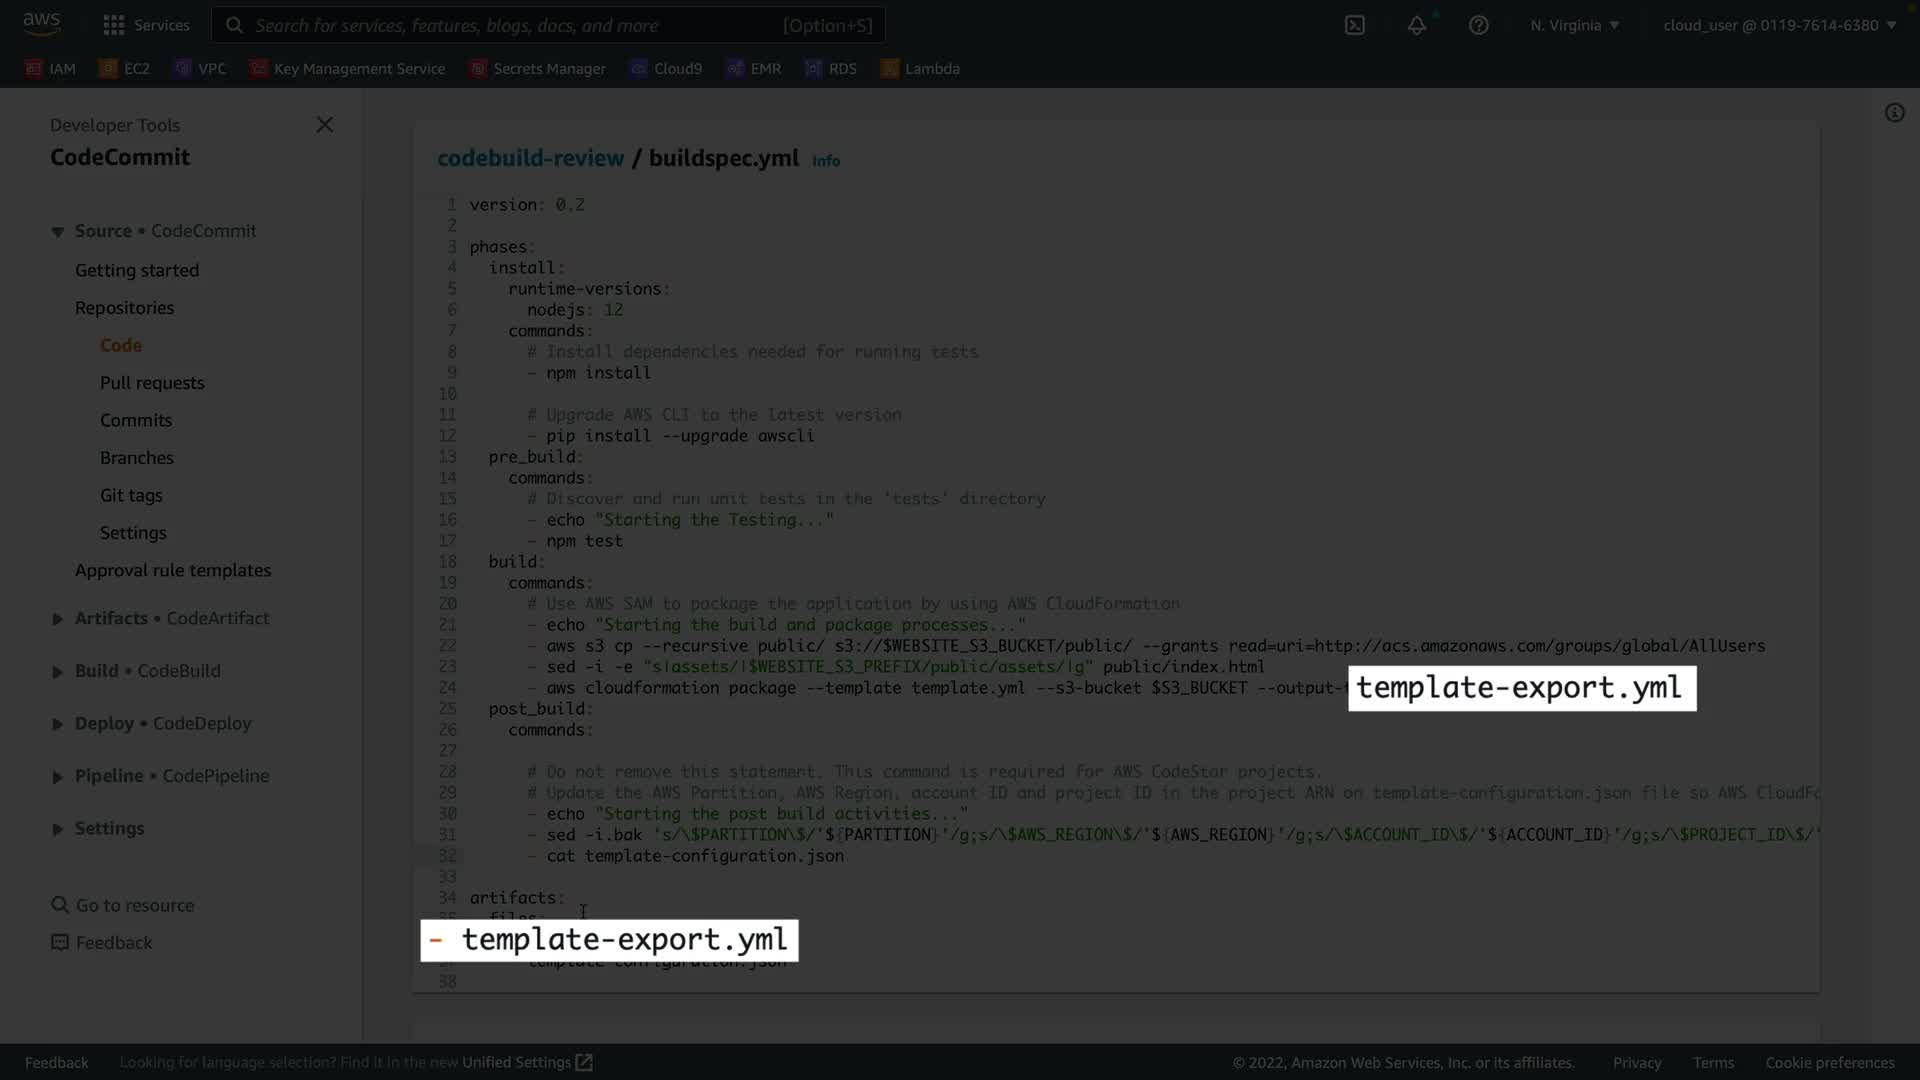 aws
Services
Search for services, features, blogs, docs, and more
[Option+S]
N. Virginia
cloud_user @ 0119-7614-6380
IAM
EC2
VPC
Key Management Service
Secrets Manager
Cloud9
EMR
RDS
Lambda
Developer Tools
CodeCommit
Source • CodeCommit
Getting started
Repositories
Code
Pull requests
Commits
Branches
Git tags
Settings
Approval rule templates
Artifacts • CodeArtifact
Build • CodeBuild
Deploy • CodeDeploy
Pipeline • CodePipeline
Settings
Go to resource
Feedback
codebuild-review / buildspec.yml Info
1 version: 0.2
2
3 phases:
4 install:
5 runtime-versions:
6 nodejs: 12
7 commands:
8 # Install dependencies needed for running tests
9 - npm install
10
11 # Upgrade AWS CLI to the latest version
12 - pip install --upgrade awscli
13 pre_build:
14 commands:
15 # Discover and run unit tests in the 'tests' directory
16 - echo "Starting the Testing..."
17 - npm test
18 build:
19 commands:
20 # Use AWS SAM to package the application by using AWS CloudFormation
21 - echo "Starting the build and package processes..."
22 - aws s3 cp --recursive public/ s3://$WEBSITE_S3_BUCKET/public/ --grants read=uri=http://acs.amazonaws.com/groups/global/AllUsers
23 - sed -i -e "s|assets/|$WEBSITE_S3_PREFIX/public/assets/|g" public/index.html
24 - aws cloudformation package --template template.yml --s3-bucket $S3_BUCKET --output-t template-export.yml
25 post_build:
26 commands:
27
28 # Do not remove this statement. This command is required for AWS CodeStar projects.
29 # Update the AWS Partition, AWS Region, account ID and project ID in the project ARN on template-configuration.json file so AWS CloudFo
30 - echo "Starting the post build activities..."
31 - sed -i.bak 's/\$PARTITION\$/'${PARTITION}'/g;s/\$AWS_REGION\$/'${AWS_REGION}'/g;s/\$ACCOUNT_ID\$/'${ACCOUNT_ID}'/g;s/\$PROJECT_ID\$/'
32 - cat template-configuration.json
33
34 artifacts:
35 files:
- template-export.yml
template-configuration.json
38
Feedback
Looking for language selection? Find it in the new Unified Settings
© 2022, Amazon Web Services, Inc. or its affiliates.
Privacy
Terms
Cookie preferences